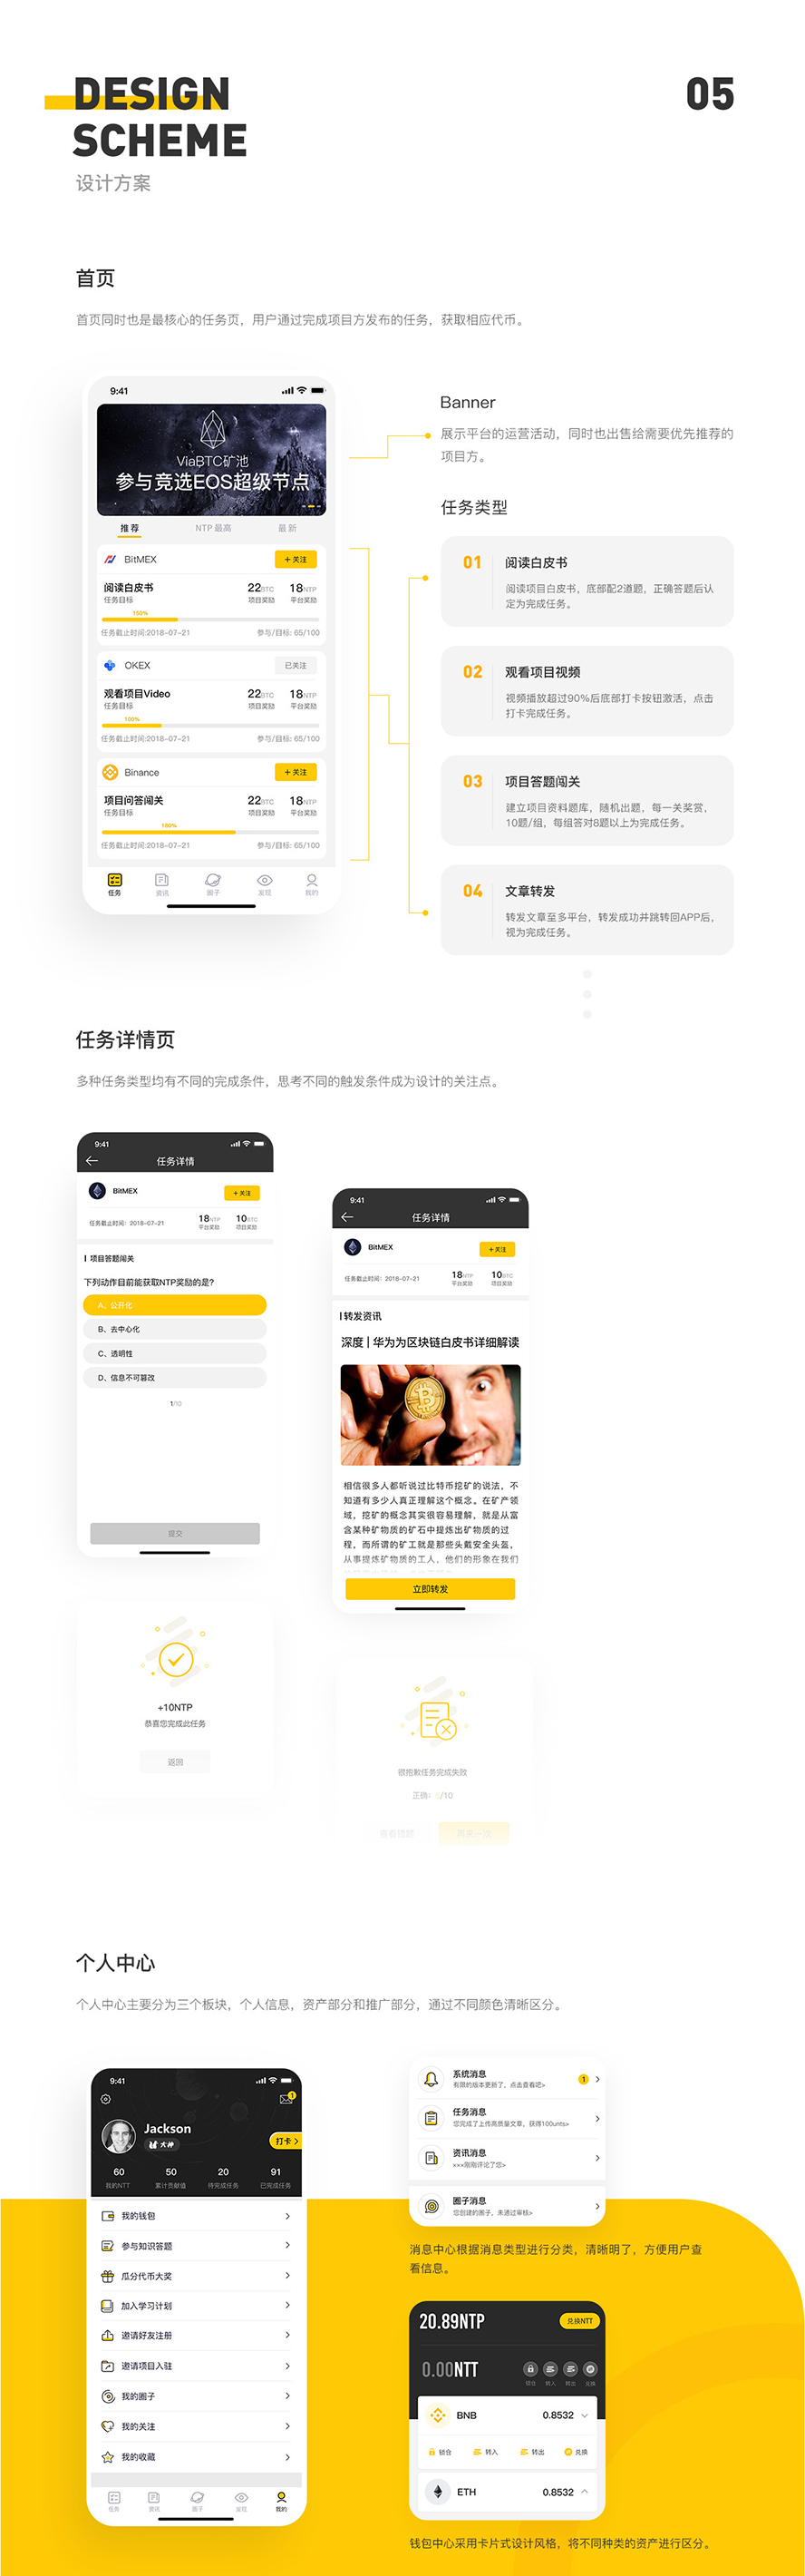 DESIGN
SCHEME
05
设计方案
首页
首页同时也是最核心的任务页，用户通过完成项目方发布的任务，获取相应代币。
9:41
ViaBTC矿池
参与竞选EOS超级节点
推荐
NTP最高
最新
BitMEX
+ 关注
阅读白皮书
22BTC
18NTP
任务目标
项目奖励
平台奖励
150%
任务截止时间:2018-07-21
参与/目标: 65/100
OKEX
已关注
观看项目Video
22BTC
18NTP
任务目标
项目奖励
平台奖励
100%
任务截止时间:2018-07-21
参与/目标: 65/100
Binance
+ 关注
项目问答闯关
22BTC
18NTP
任务目标
项目奖励
平台奖励
180%
任务截止时间:2018-07-21
参与/目标: 65/100
任务
资讯
圈子
发现
我的
Banner
展示平台的运营活动，同时也出售给需要优先推荐的
项目方。
任务类型
01
阅读白皮书
阅读项目白皮书，底部配2道题，正确答题后认
定为完成任务。
02
观看项目视频
视频播放超过90%后底部打卡按钮激活，点击
打卡完成任务。
03
项目答题闯关
建立项目资料题库，随机出题，每一关奖赏，
10题/组，每组答对8题以上为完成任务。
04
文章转发
转发文章至多平台，转发成功并跳转回APP后，
视为完成任务。
任务详情页
多种任务类型均有不同的完成条件，思考不同的触发条件成为设计的关注点。
9:41
任务详情
BitMEX
+ 关注
任务截止时间：2018-07-21
18NTP
平台奖励
10BTC
项目奖励
项目答题闯关
下列动作目前能获取NTP奖励的是?
A、公开化
B、去中心化
C、透明性
D、信息不可篡改
1/10
提交
9:41
任务详情
BitMEX
+ 关注
任务截止时间：2018-07-21
18NTP
平台奖励
10BTC
项目奖励
转发资讯
深度 | 华为为区块链白皮书详细解读
相信很多人都听说过比特币挖矿的说法，不
知道有多少人真正理解这个概念。在矿产领
域，挖矿的概念其实很容易理解，就是从富
含某种矿物质的矿石中提炼出矿物质的过
程，而所谓的矿工就是那些头戴安全头盔，
从事提炼矿物质的工人，他们的形象在我们
立即转发
+10NTP
恭喜您完成此任务
返回
很抱歉任务完成失败
正确：6/10
查看错题
再来一次
个人中心
个人中心主要分为三个板块，个人信息，资产部分和推广部分，通过不同颜色清晰区分。
9:41
1
Jackson
大神
打卡
60
50
20
91
我的NTT
累计贡献值
待完成任务
已完成任务
我的钱包
参与知识答题
瓜分代币大奖
加入学习计划
邀请好友注册
邀请项目入驻
我的圈子
我的关注
我的收藏
任务
资讯
圈子
发现
我的
系统消息
有限的版本更新了，点击查看吧>
1
任务消息
您完成了上传高质量文章，获得100unts>
资讯消息
×××刚刚评论了您>
圈子消息
您创建的圈子，未通过审核>
消息中心根据消息类型进行分类，清晰明了，方便用户查
看信息。
20.89NTP
兑换NTT
0.00NTT
锁仓
转入
转出
兑换
BNB
0.8532
锁仓
转入
转出
兑换
ETH
0.8532
钱包中心采用卡片式设计风格，将不同种类的资产进行区分。